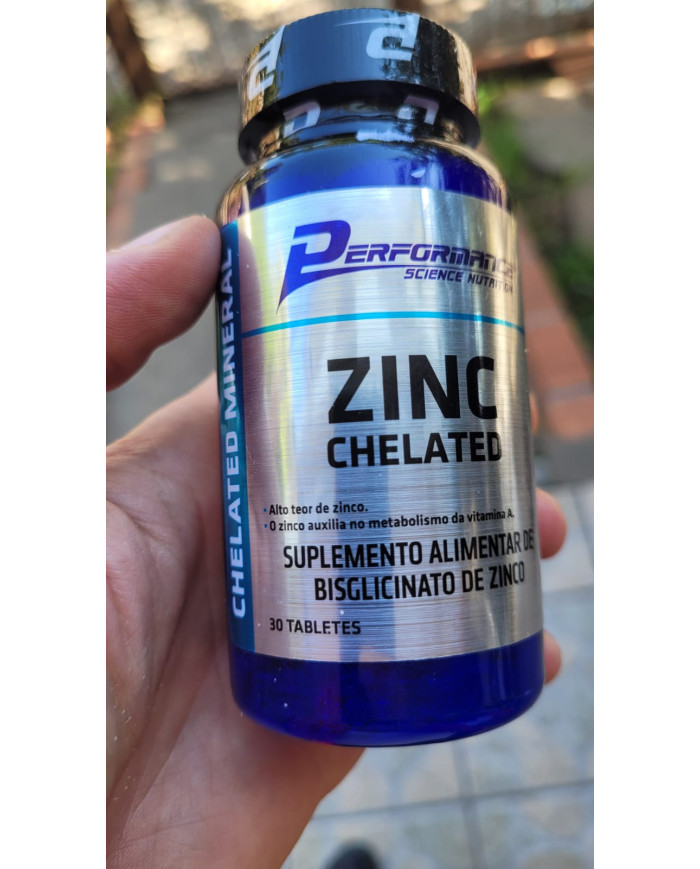 PERFORMANCE
SCIENCE NUTRITION
CHELATED MINERAL
ZINC
CHELATED
• Alto teor de zinco.
• O zinco auxilia no metabolismo da vitamina A.
SUPLEMENTO ALIMENTAR DE
BISGLICINATO DE ZINCO
30 TABLETES